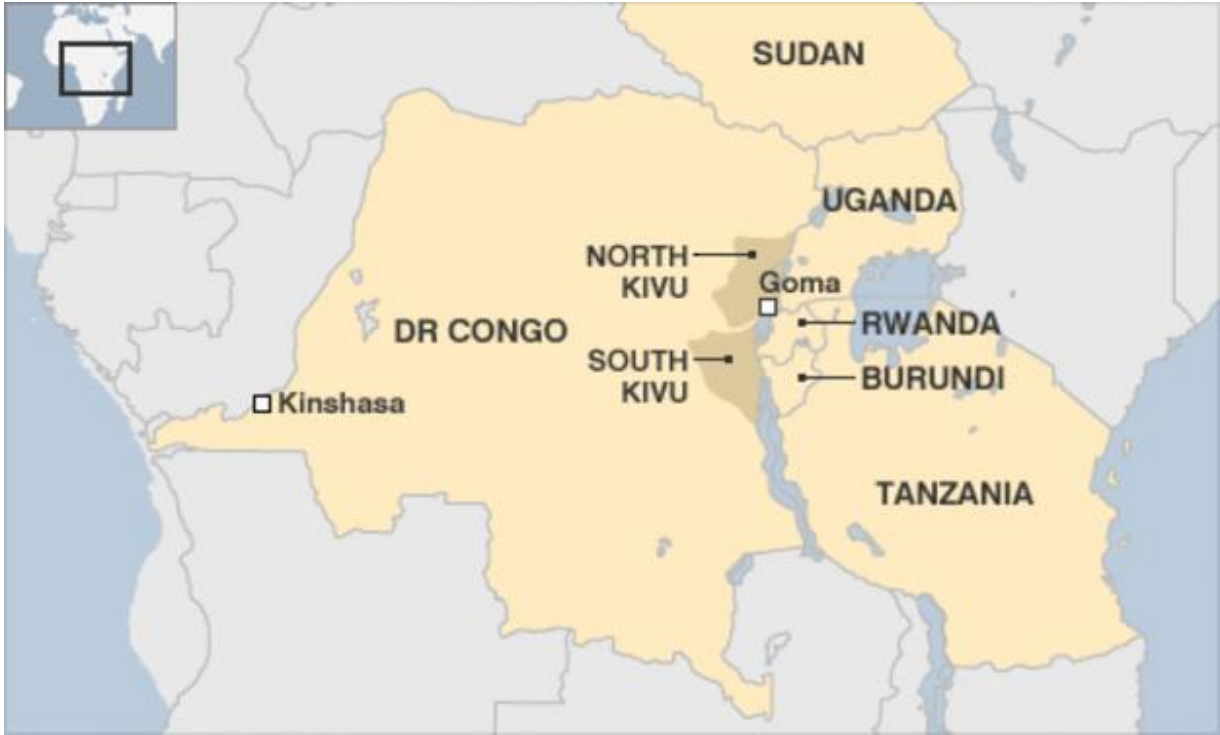 SUDAN
UGANDA
NORTH
KIVU
Goma
DR CONGO
RWANDA
SOUTH
KIVU
BURUNDI
Kinshasa
TANZANIA